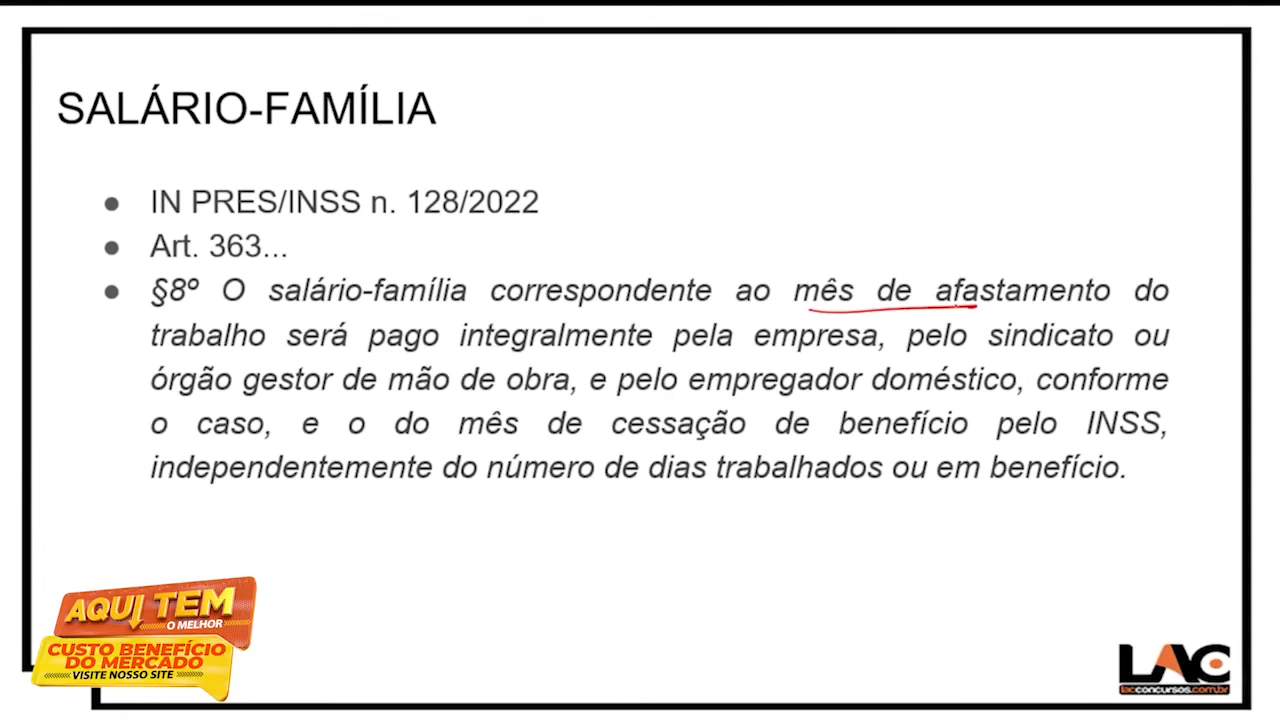 SALÁRIO-FAMÍLIA
● IN PRES/INSS n. 128/2022
● Art. 363...
● §8º O salário-família correspondente ao mês de afastamento do
trabalho será pago integralmente pela empresa, pelo sindicato ou
órgão gestor de mão de obra, e pelo empregador doméstico, conforme
o caso, e o do mês de cessação de benefício pelo INSS,
independentemente do número de dias trabalhados ou em benefício.
AQUI TEM
O MELHOR
CUSTO BENEFÍCIO
DO MERCADO
VISITE NOSSO SITE
LAC
lacconcursos.com.br